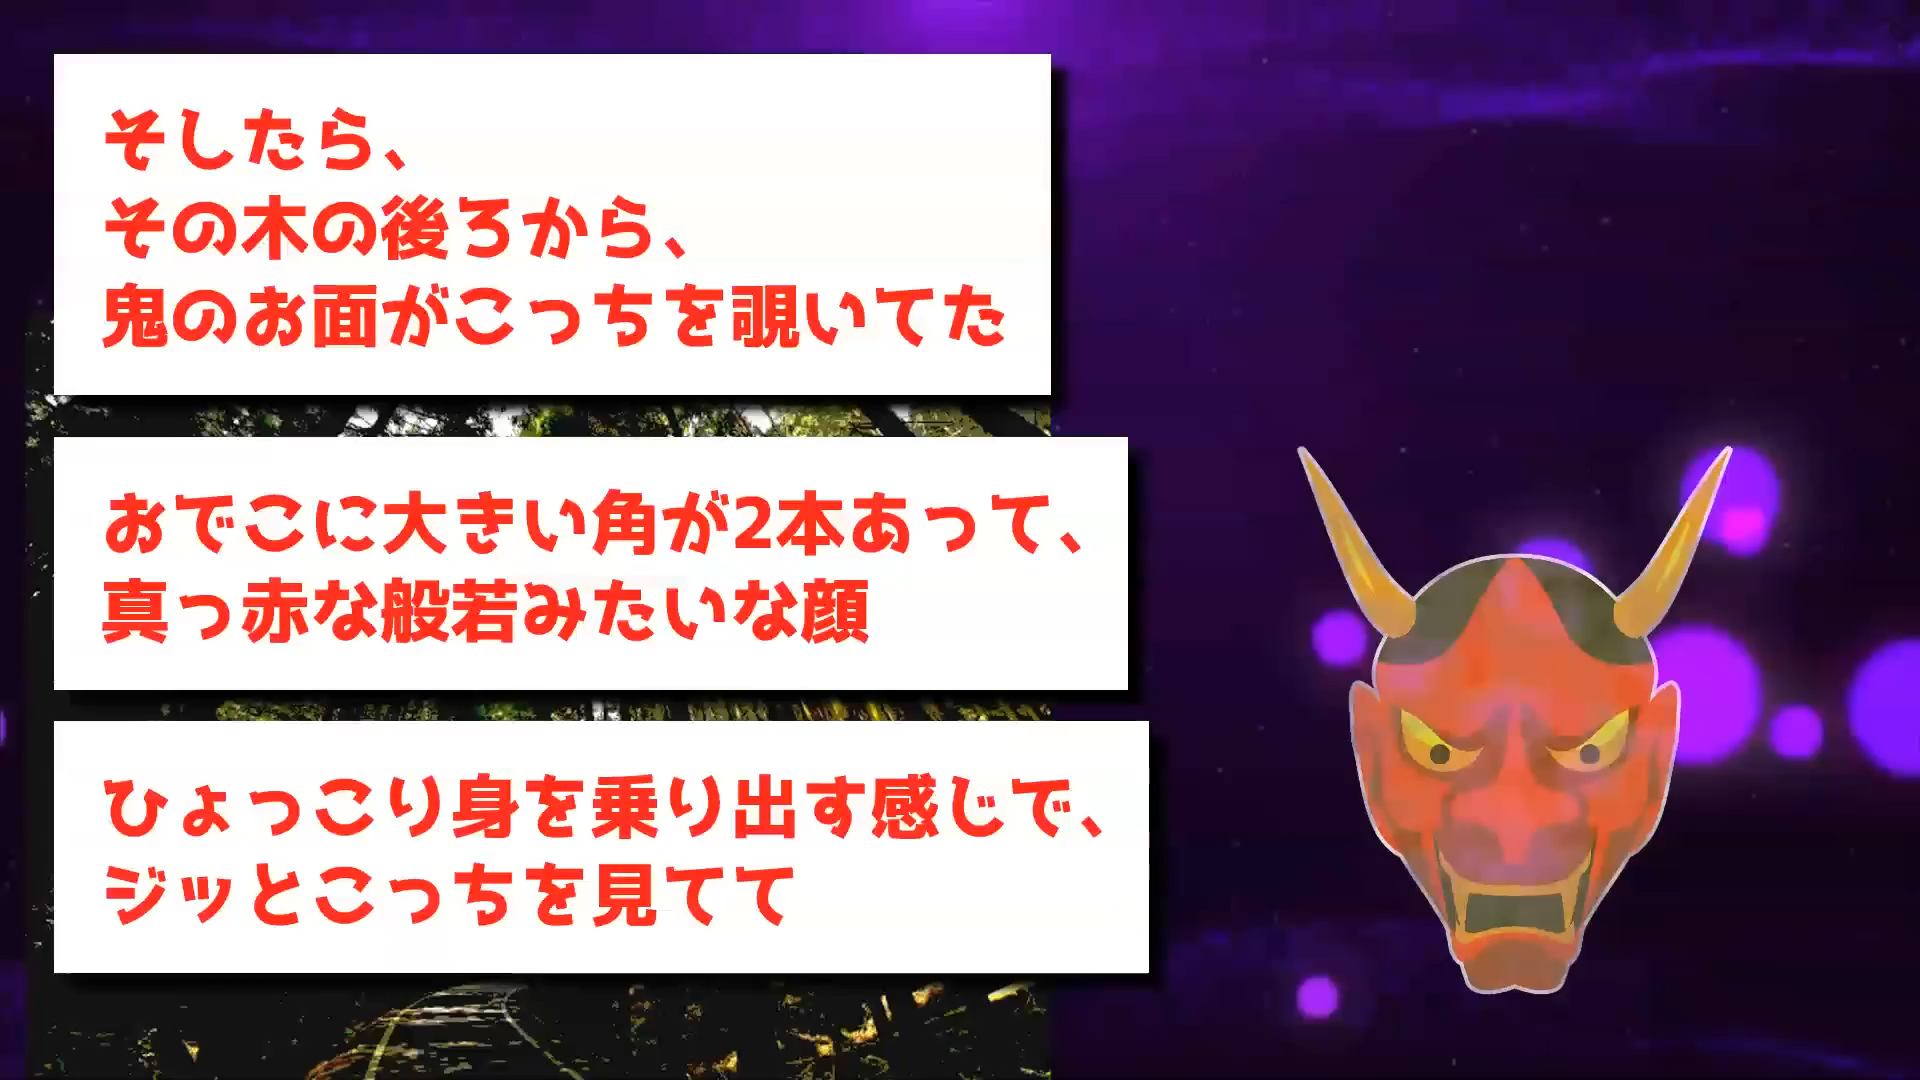 そしたら、
その木の後ろから、
鬼のお面がこっちを覗いてた
おでこに大きい角が2本あって、
真っ赤な般若みたいな顔
ひょっこり身を乗り出す感じで、
ジッとこっちを見てて